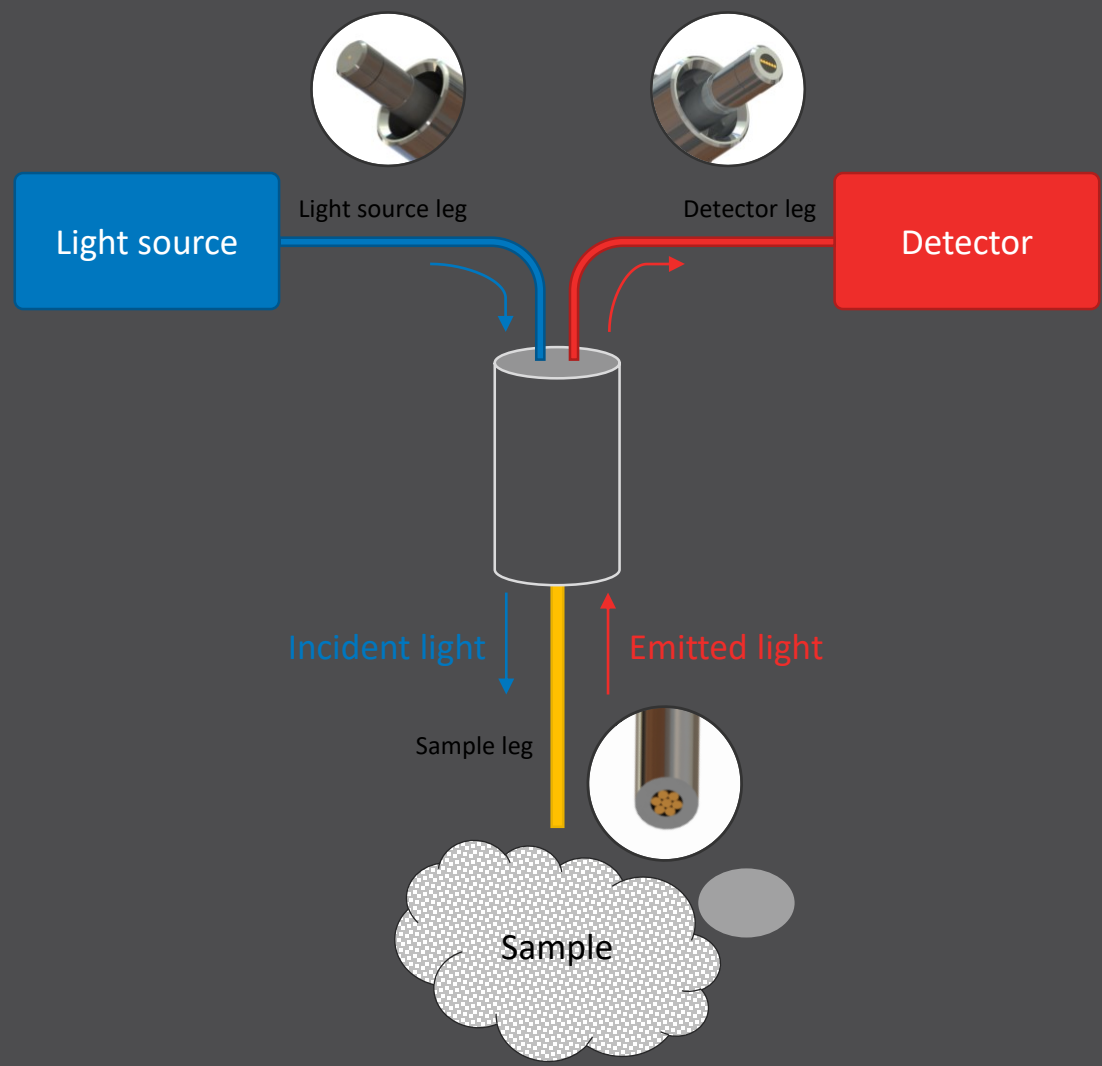 Light source leg
Detector leg
Light source
Detector
Incident light
Emitted light
Sample leg
Sample